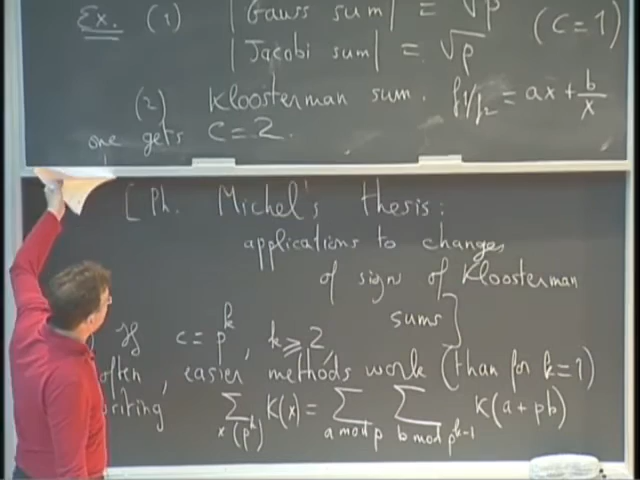 Ex. (1) |Gauss sum| = √p (C=1)
|Jacobi sum| = √p
(2) Kloosterman sum. f1/f2 = ax + b/x
one gets C=2.
[Ph. Michel's thesis:
applications to changes
of signs of Kloosterman
sums]
) If c = p^k, k ⩾ 2,
often, easier methods work (than for k=1)
writing ∑_{x (p^k)} K(x) = ∑_{a mod p} ∑_{b mod p^{k-1}} K(a + pb)